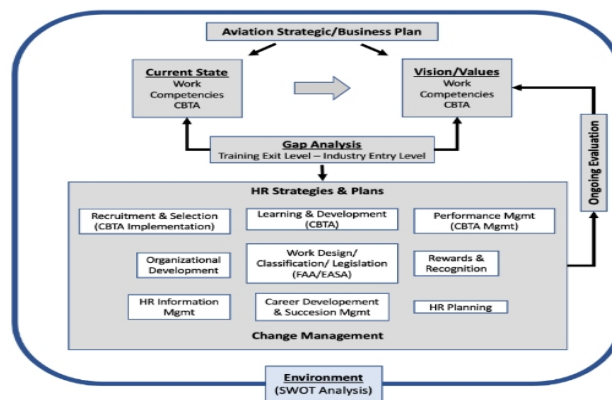 Aviation Strategic/Business Plan
Current State
Work
Competencies
CBTA
Vision/Values
Work
Competencies
CBTA
Gap Analysis
Training Exit Level – Industry Entry Level
Ongoing Evaluation
HR Strategies & Plans
Recruitment & Selection
(CBTA Implementation)
Learning & Development
(CBTA)
Performance Mgmt
(CBTA Mgmt)
Organizational
Development
Work Design/
Classification/ Legislation
(FAA/EASA)
Rewards &
Recognition
HR Information
Mgmt
Career Developement
& Succesion Mgmt
HR Planning
Change Management
Environment
(SWOT Analysis)